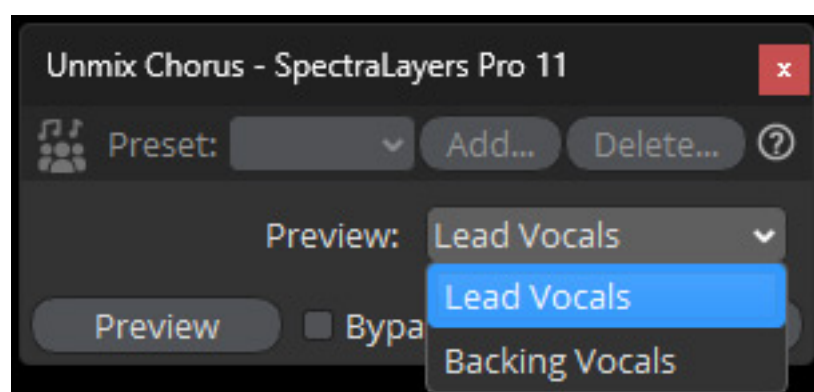 Unmix Chorus - SpectraLayers Pro 11
x
Preset: Add... Delete... ?
Preview: Lead Vocals
Lead Vocals
Preview
Backing Vocals